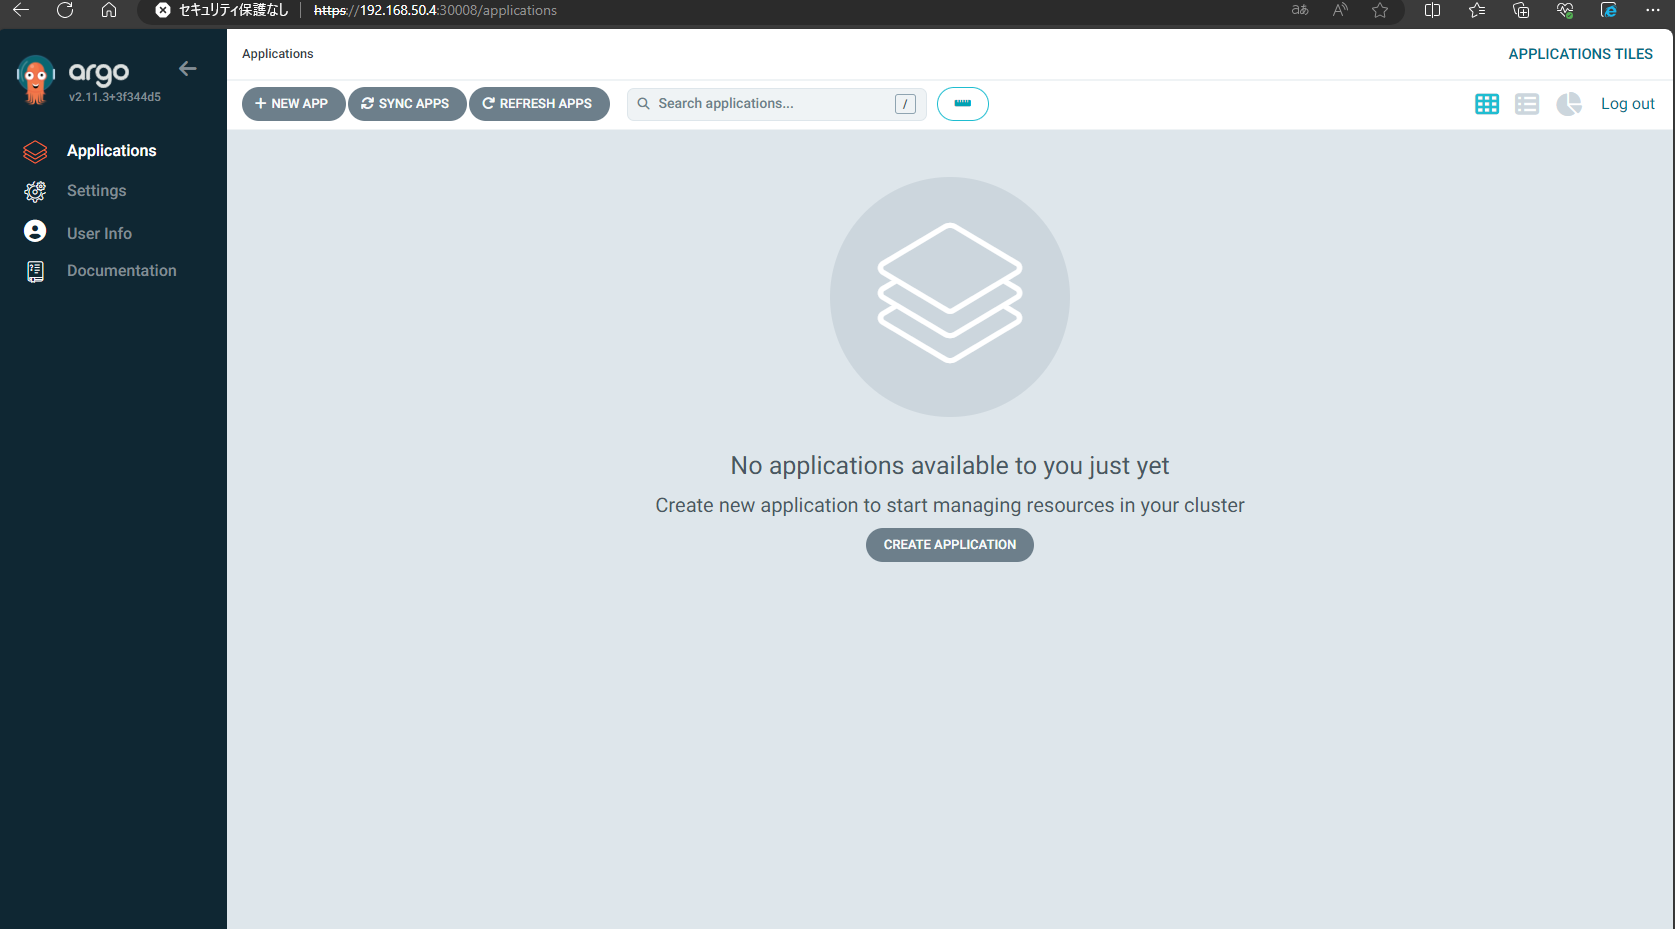 セキュリティ保護なし
https://192.168.50.4:30008/applications
あa
A
argo
v2.11.3+3f344d5
Applications
Settings
User Info
Documentation
Applications
APPLICATIONS TILES
NEW APP
SYNC APPS
REFRESH APPS
Search applications...
/
Log out
No applications available to you just yet
Create new application to start managing resources in your cluster
CREATE APPLICATION